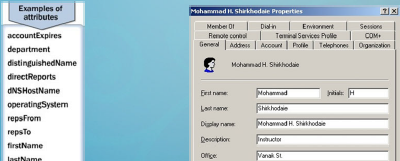 Examples of
attributes
accountExpires
department
distinguishedName
directReports
dNSHostName
operatingSystem
repsFrom
repsTo
firstName
lastName
Mohammad H. Shirkhodaie Properties
Member Of Dial-in Environment Sessions
Remote control Terminal Services Profile COM+
General Address Account Profile Telephones Organization
Mohammad H. Shirkhodaie
First name: Mohammad Initials: H
Last name: Shirkhodaie
Display name: Mohammad H. Shirkhodaie
Description: Instructor
Office: Vanak St.